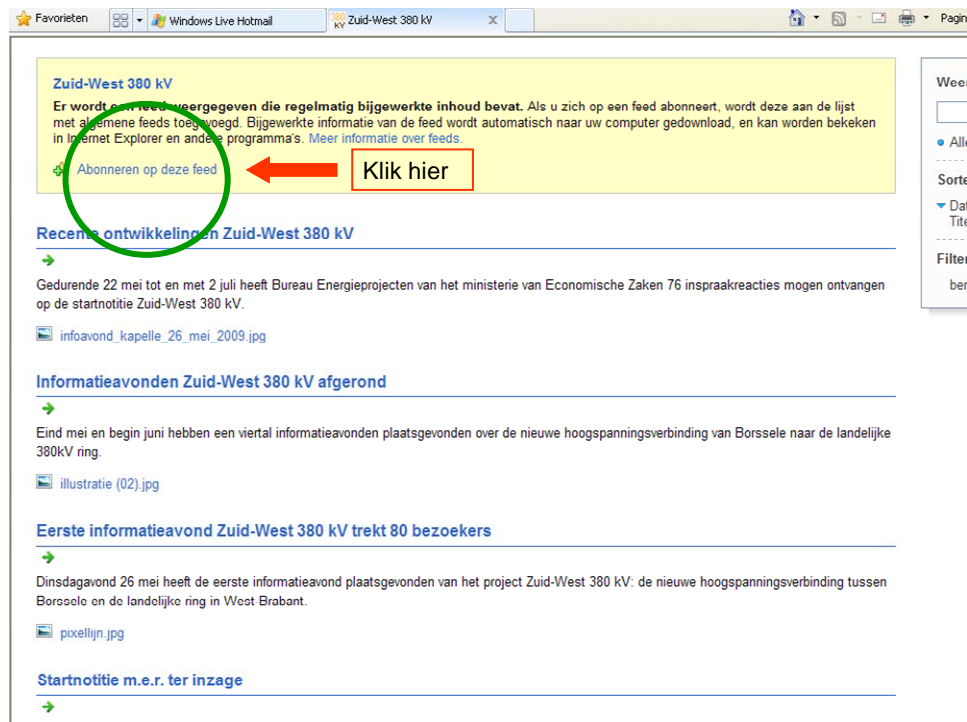 Favorieten
Windows Live Hotmail
Zuid-West 380 kV
Zuid-West 380 kV
Er wordt een feed weergegeven die regelmatig bijgewerkte inhoud bevat. Als u zich op een feed abonneert, wordt deze aan de lijst
met algemene feeds toegevoegd. Bijgewerkte informatie van de feed wordt automatisch naar uw computer gedownload, en kan worden bekeken
in Internet Explorer en andere programma's. Meer informatie over feeds.
Abonneren op deze feed
Klik hier
Recente ontwikkelingen Zuid-West 380 kV
Gedurende 22 mei tot en met 2 juli heeft Bureau Energieprojecten van het ministerie van Economische Zaken 76 inspraakreacties mogen ontvangen
op de startnotitie Zuid-West 380 kV.
infoavond_kapelle_26_mei_2009.jpg
Informatieavonden Zuid-West 380 kV afgerond
Eind mei en begin juni hebben een viertal informatieavonden plaatsgevonden over de nieuwe hoogspanningsverbinding van Borssele naar de landelijke
380kV ring.
illustratie (02).jpg
Eerste informatieavond Zuid-West 380 kV trekt 80 bezoekers
Dinsdagavond 26 mei heeft de eerste informatieavond plaatsgevonden van het project Zuid-West 380 kV: de nieuwe hoogspanningsverbinding tussen
Borssele en de landelijke ring in West-Brabant.
pixellijn.jpg
Startnotitie m.e.r. ter inzage
Pagin
Weer
Alle
Sorte
Dat
Tite
Filter
ber